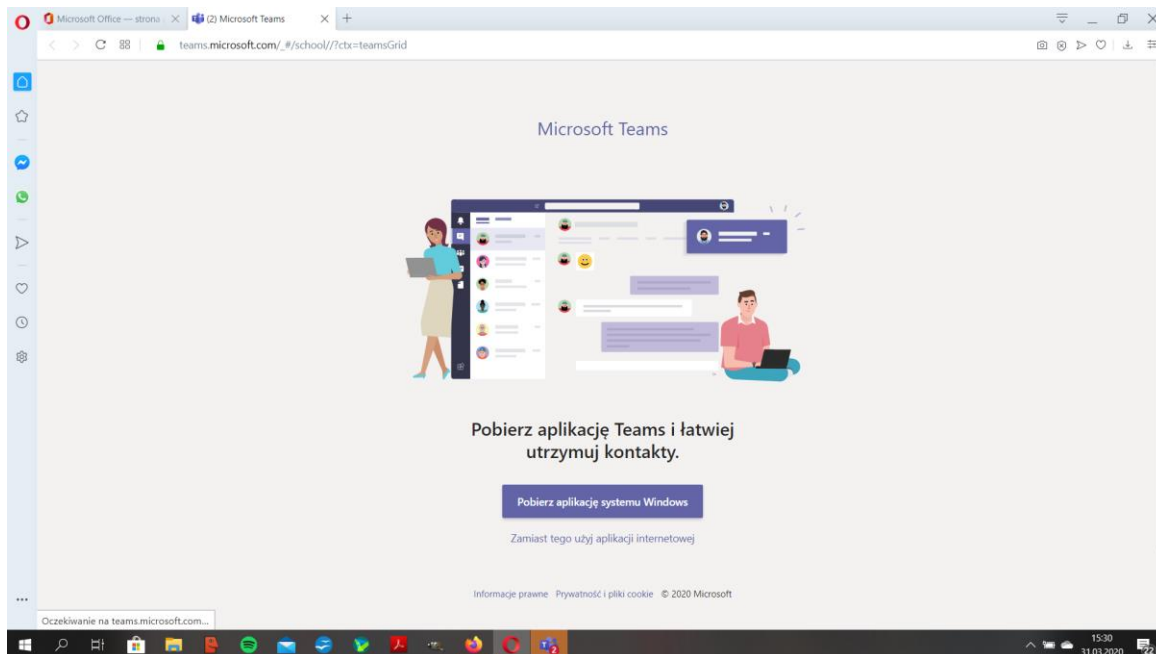 Microsoft Office — strona
(2) Microsoft Teams
teams.microsoft.com/_#/school//?ctx=teamsGrid
Microsoft Teams
Pobierz aplikację Teams i łatwiej
utrzymuj kontakty.
Pobierz aplikację systemu Windows
Zamiast tego użyj aplikacji internetowej
Informacje prawne Prywatność i pliki cookie © 2020 Microsoft
Oczekiwanie na teams.microsoft.com...
15:30
31.03.2020
22
2